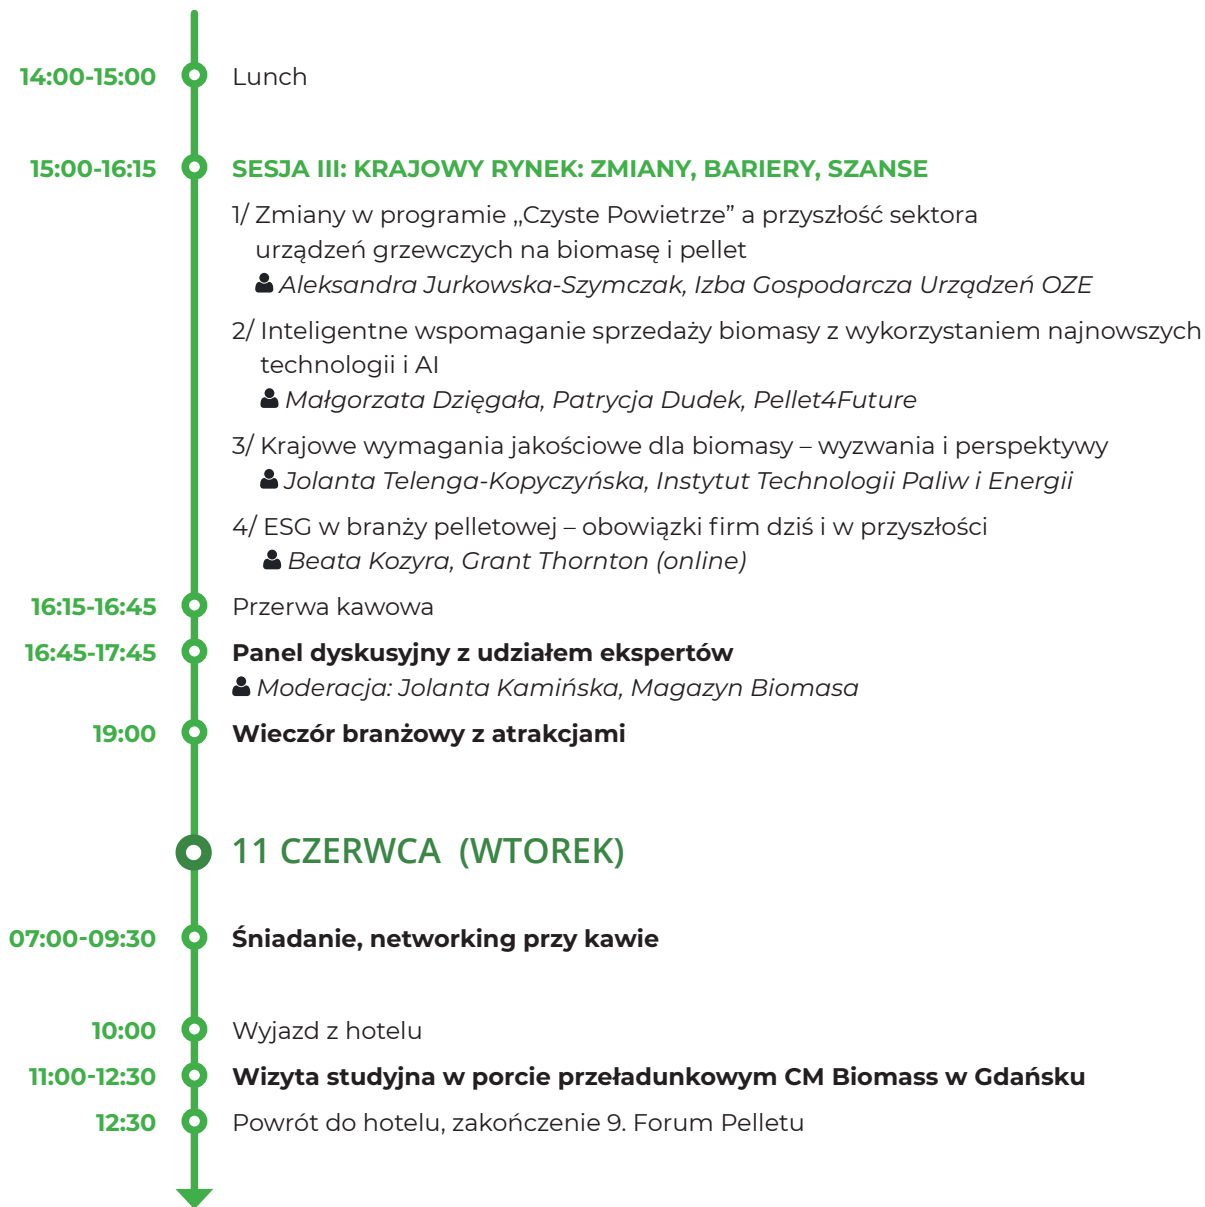 14:00-15:00 Lunch
15:00-16:15 SESJA III: KRAJOWY RYNEK: ZMIANY, BARIERY, SZANSE
1/ Zmiany w programie ,,Czyste Powietrze” a przyszłość sektora
urządzeń grzewczych na biomasę i pellet
Aleksandra Jurkowska-Szymczak, Izba Gospodarcza Urządzeń OZE
2/ Inteligentne wspomaganie sprzedaży biomasy z wykorzystaniem najnowszych
technologii i AI
Małgorzata Dzięgała, Patrycja Dudek, Pellet4Future
3/ Krajowe wymagania jakościowe dla biomasy – wyzwania i perspektywy
Jolanta Telenga-Kopyczyńska, Instytut Technologii Paliw i Energii
4/ ESG w branży pelletowej – obowiązki firm dziś i w przyszłości
Beata Kozyra, Grant Thornton (online)
16:15-16:45 Przerwa kawowa
16:45-17:45 Panel dyskusyjny z udziałem ekspertów
Moderacja: Jolanta Kamińska, Magazyn Biomasa
19:00 Wieczór branżowy z atrakcjami
11 CZERWCA (WTOREK)
07:00-09:30 Śniadanie, networking przy kawie
10:00 Wyjazd z hotelu
11:00-12:30 Wizyta studyjna w porcie przeładunkowym CM Biomass w Gdańsku
12:30 Powrót do hotelu, zakończenie 9. Forum Pelletu